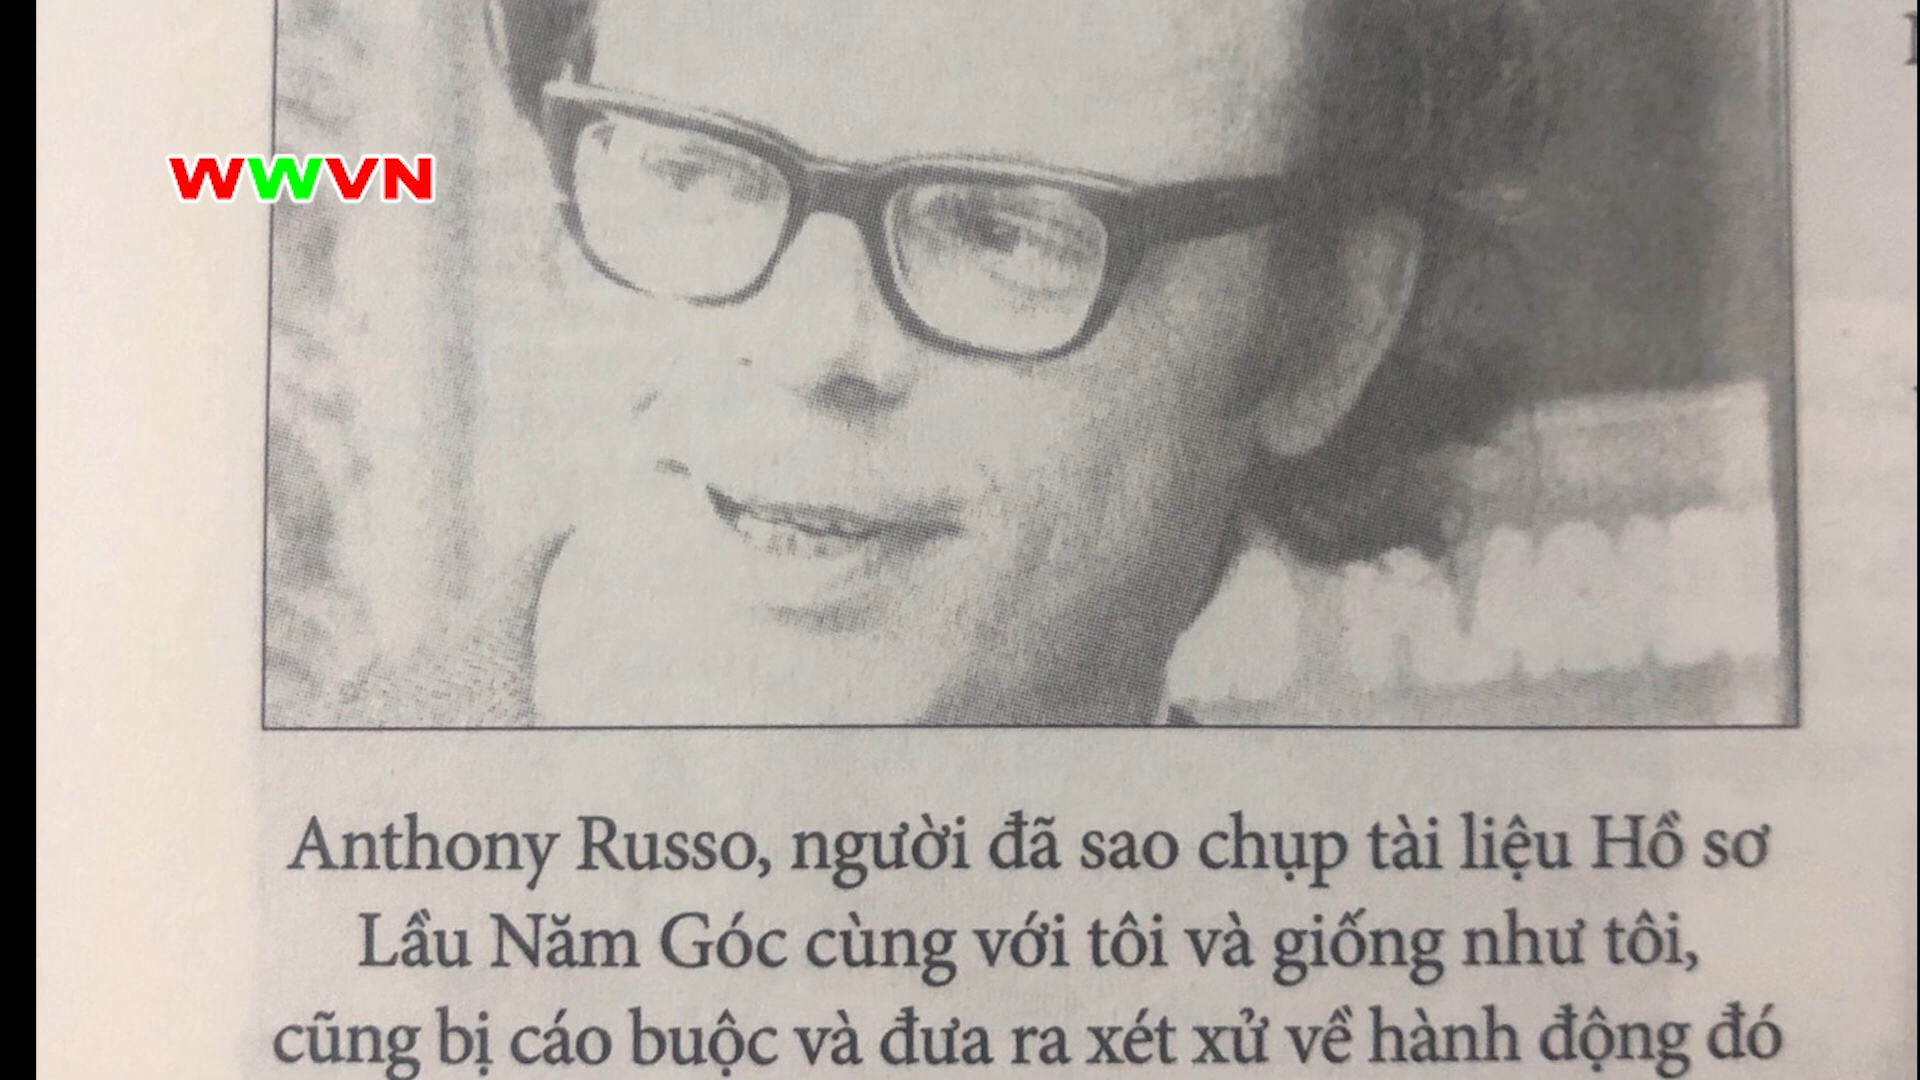 WWVN
Anthony Russo, người đã sao chụp tài liệu Hồ sơ
Lầu Năm Góc cùng với tôi và giống như tôi,
cũng bị cáo buộc và đưa ra xét xử về hành động đó